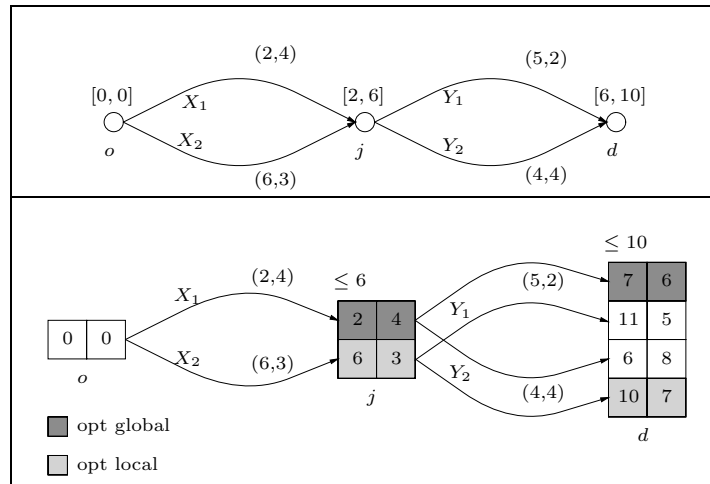 (2,4) (5,2)
[0, 0] [2, 6] [6, 10]
X₁ Y₁
X₂ Y₂
o j d
(6,3) (4,4)
≤ 10
(2,4) ≤ 6 (5,2) 7 6
X₁ 2 4 Y₁ 11 5
0 0
X₂ (6,3) 6 3 Y₂ 6 8
o j (4,4) 10 7
opt global d
opt local